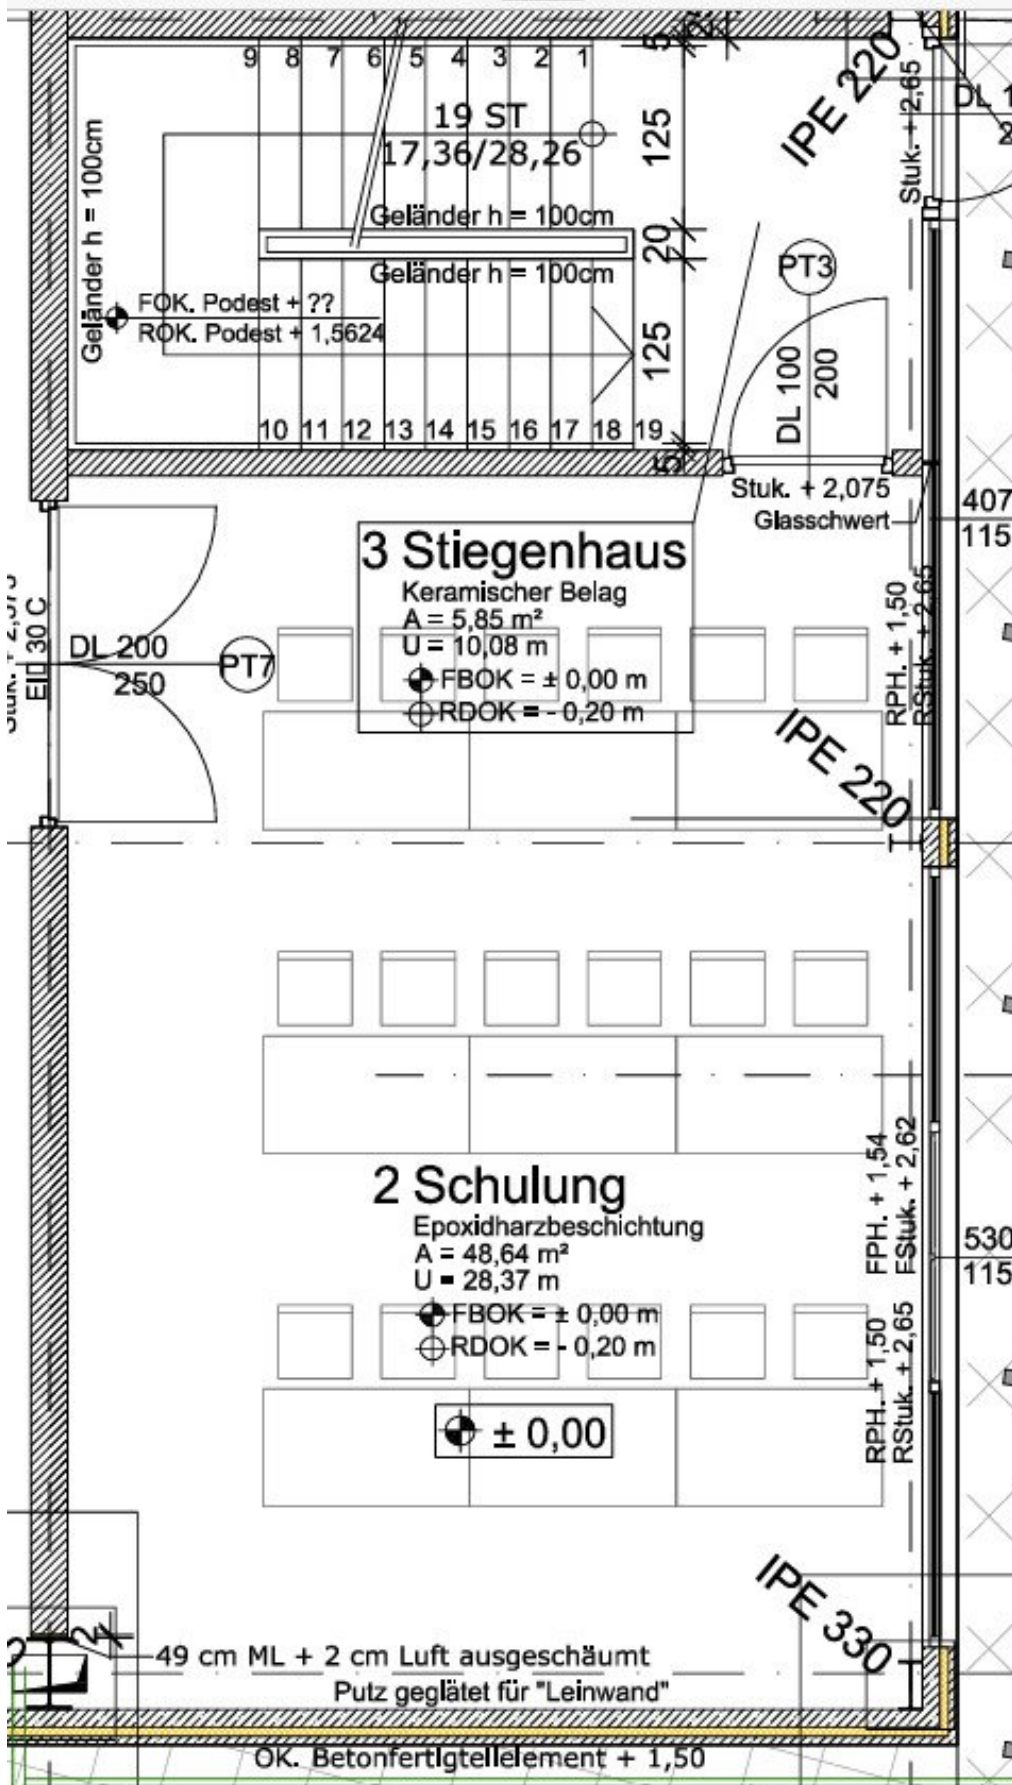 IPE 220
Stuk. + 2,65
9 8 7 6 5 4 3 2 1
5
19 ST
17,36/28,26
125
Geländer h = 100cm
Geländer h = 100cm
20
Geländer h = 100cm
PT3
FOK. Podest + ??
ROK. Podest + 1,5624
125
DL 100
200
10 11 12 13 14 15 16 17 18 19
5
Stuk. + 2,075
Glasschwert
407
115
3 Stiegenhaus
Keramischer Belag
A = 5,85 m²
U = 10,08 m
FBOK = ± 0,00 m
RDOK = - 0,20 m
EI 30 C
DL 200
250
PT7
RPH. + 1,50
RStuk. + 2,65
IPE 220
2 Schulung
Epoxidharzbeschichtung
A = 48,64 m²
U = 28,37 m
FBOK = ± 0,00 m
RDOK = - 0,20 m
± 0,00
FPH. + 1,54
FStuk. + 2,62
530
115
RPH. + 1,50
RStuk. + 2,65
IPE 330
2
49 cm ML + 2 cm Luft ausgeschäumt
Putz geglätet für "Leinwand"
OK. Betonfertigteilelement + 1,50